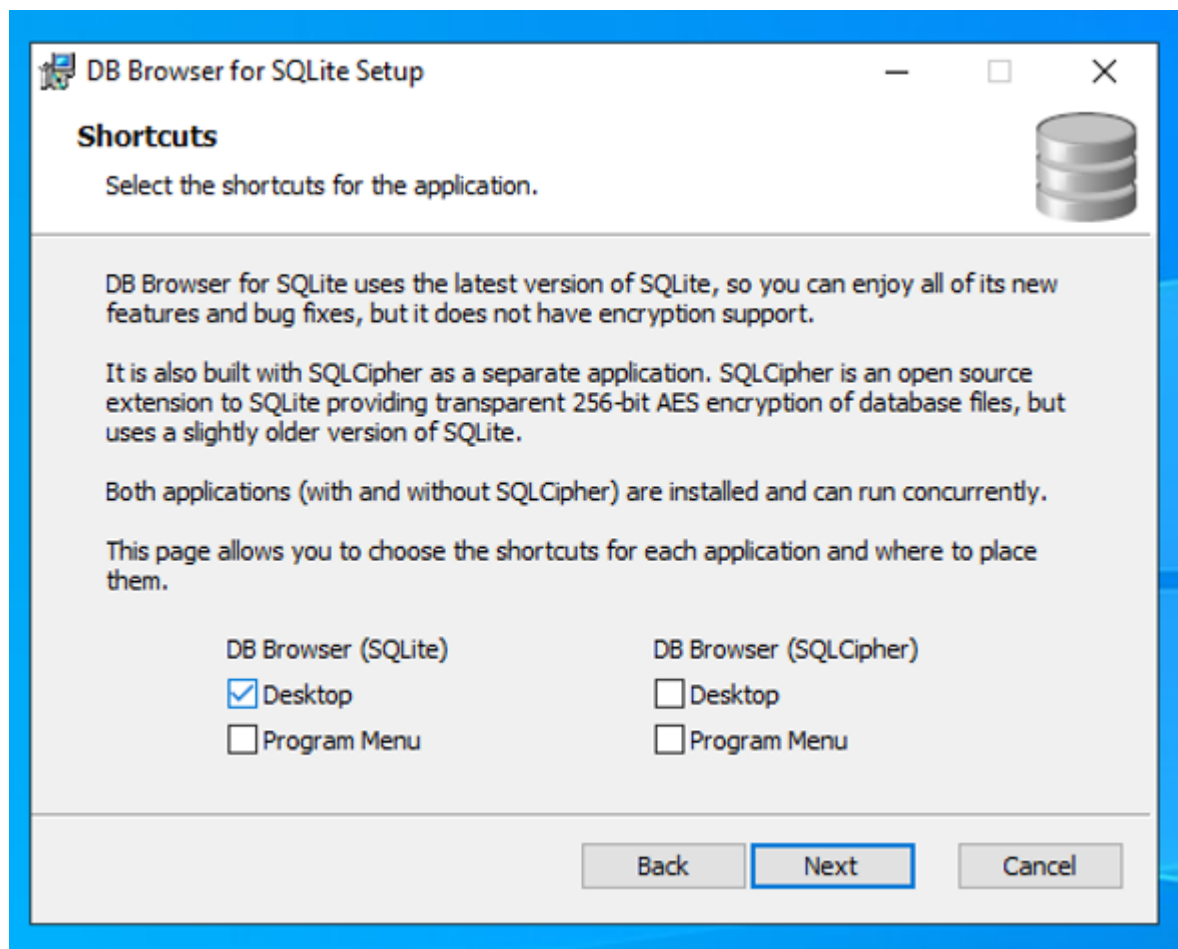 DB Browser for SQLite Setup
Shortcuts
Select the shortcuts for the application.
DB Browser for SQLite uses the latest version of SQLite, so you can enjoy all of its new
features and bug fixes, but it does not have encryption support.
It is also built with SQLCipher as a separate application. SQLCipher is an open source
extension to SQLite providing transparent 256-bit AES encryption of database files, but
uses a slightly older version of SQLite.
Both applications (with and without SQLCipher) are installed and can run concurrently.
This page allows you to choose the shortcuts for each application and where to place
them.
DB Browser (SQLite) DB Browser (SQLCipher)
Desktop Desktop
Program Menu Program Menu
Back Next Cancel